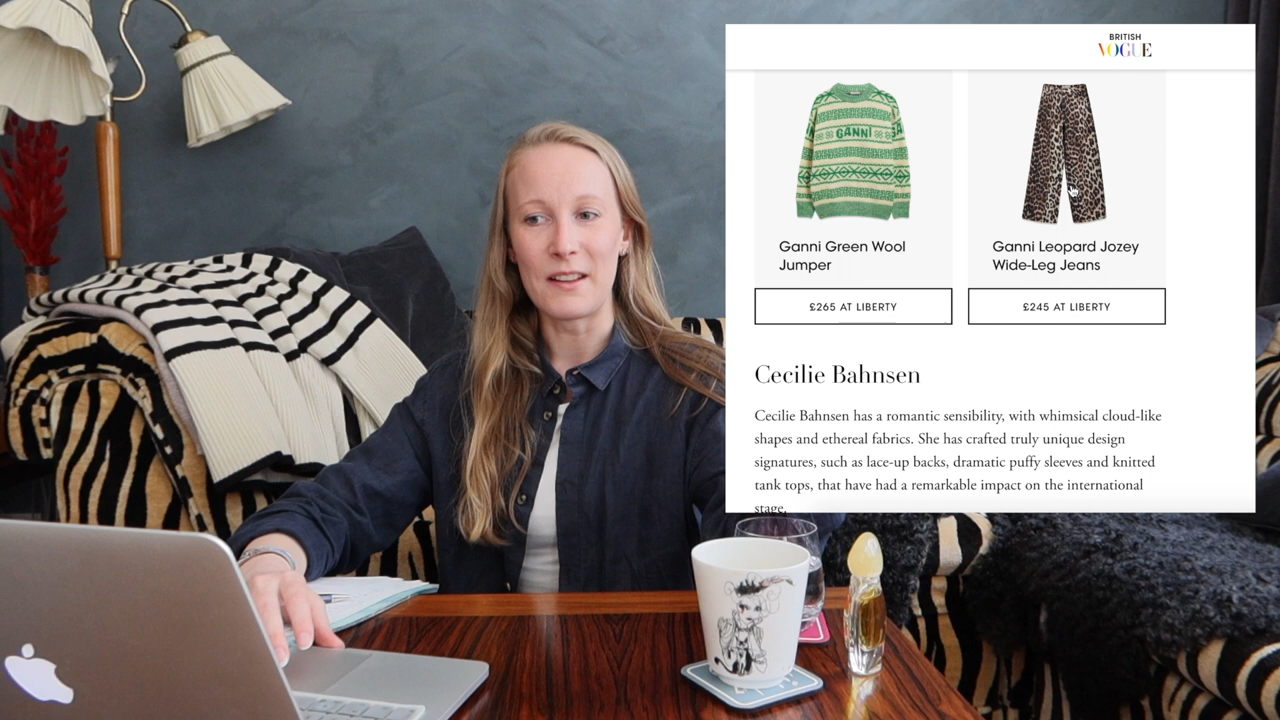 BRITISH
VOGUE
GANNI
Ganni Green Wool
Jumper
£265 AT LIBERTY
Ganni Leopard Jozey
Wide-Leg Jeans
£245 AT LIBERTY
Cecilie Bahnsen
Cecilie Bahnsen has a romantic sensibility, with whimsical cloud-like
shapes and ethereal fabrics. She has crafted truly unique design
signatures, such as lace-up backs, dramatic puffy sleeves and knitted
tank tops, that have had a remarkable impact on the international
stage.